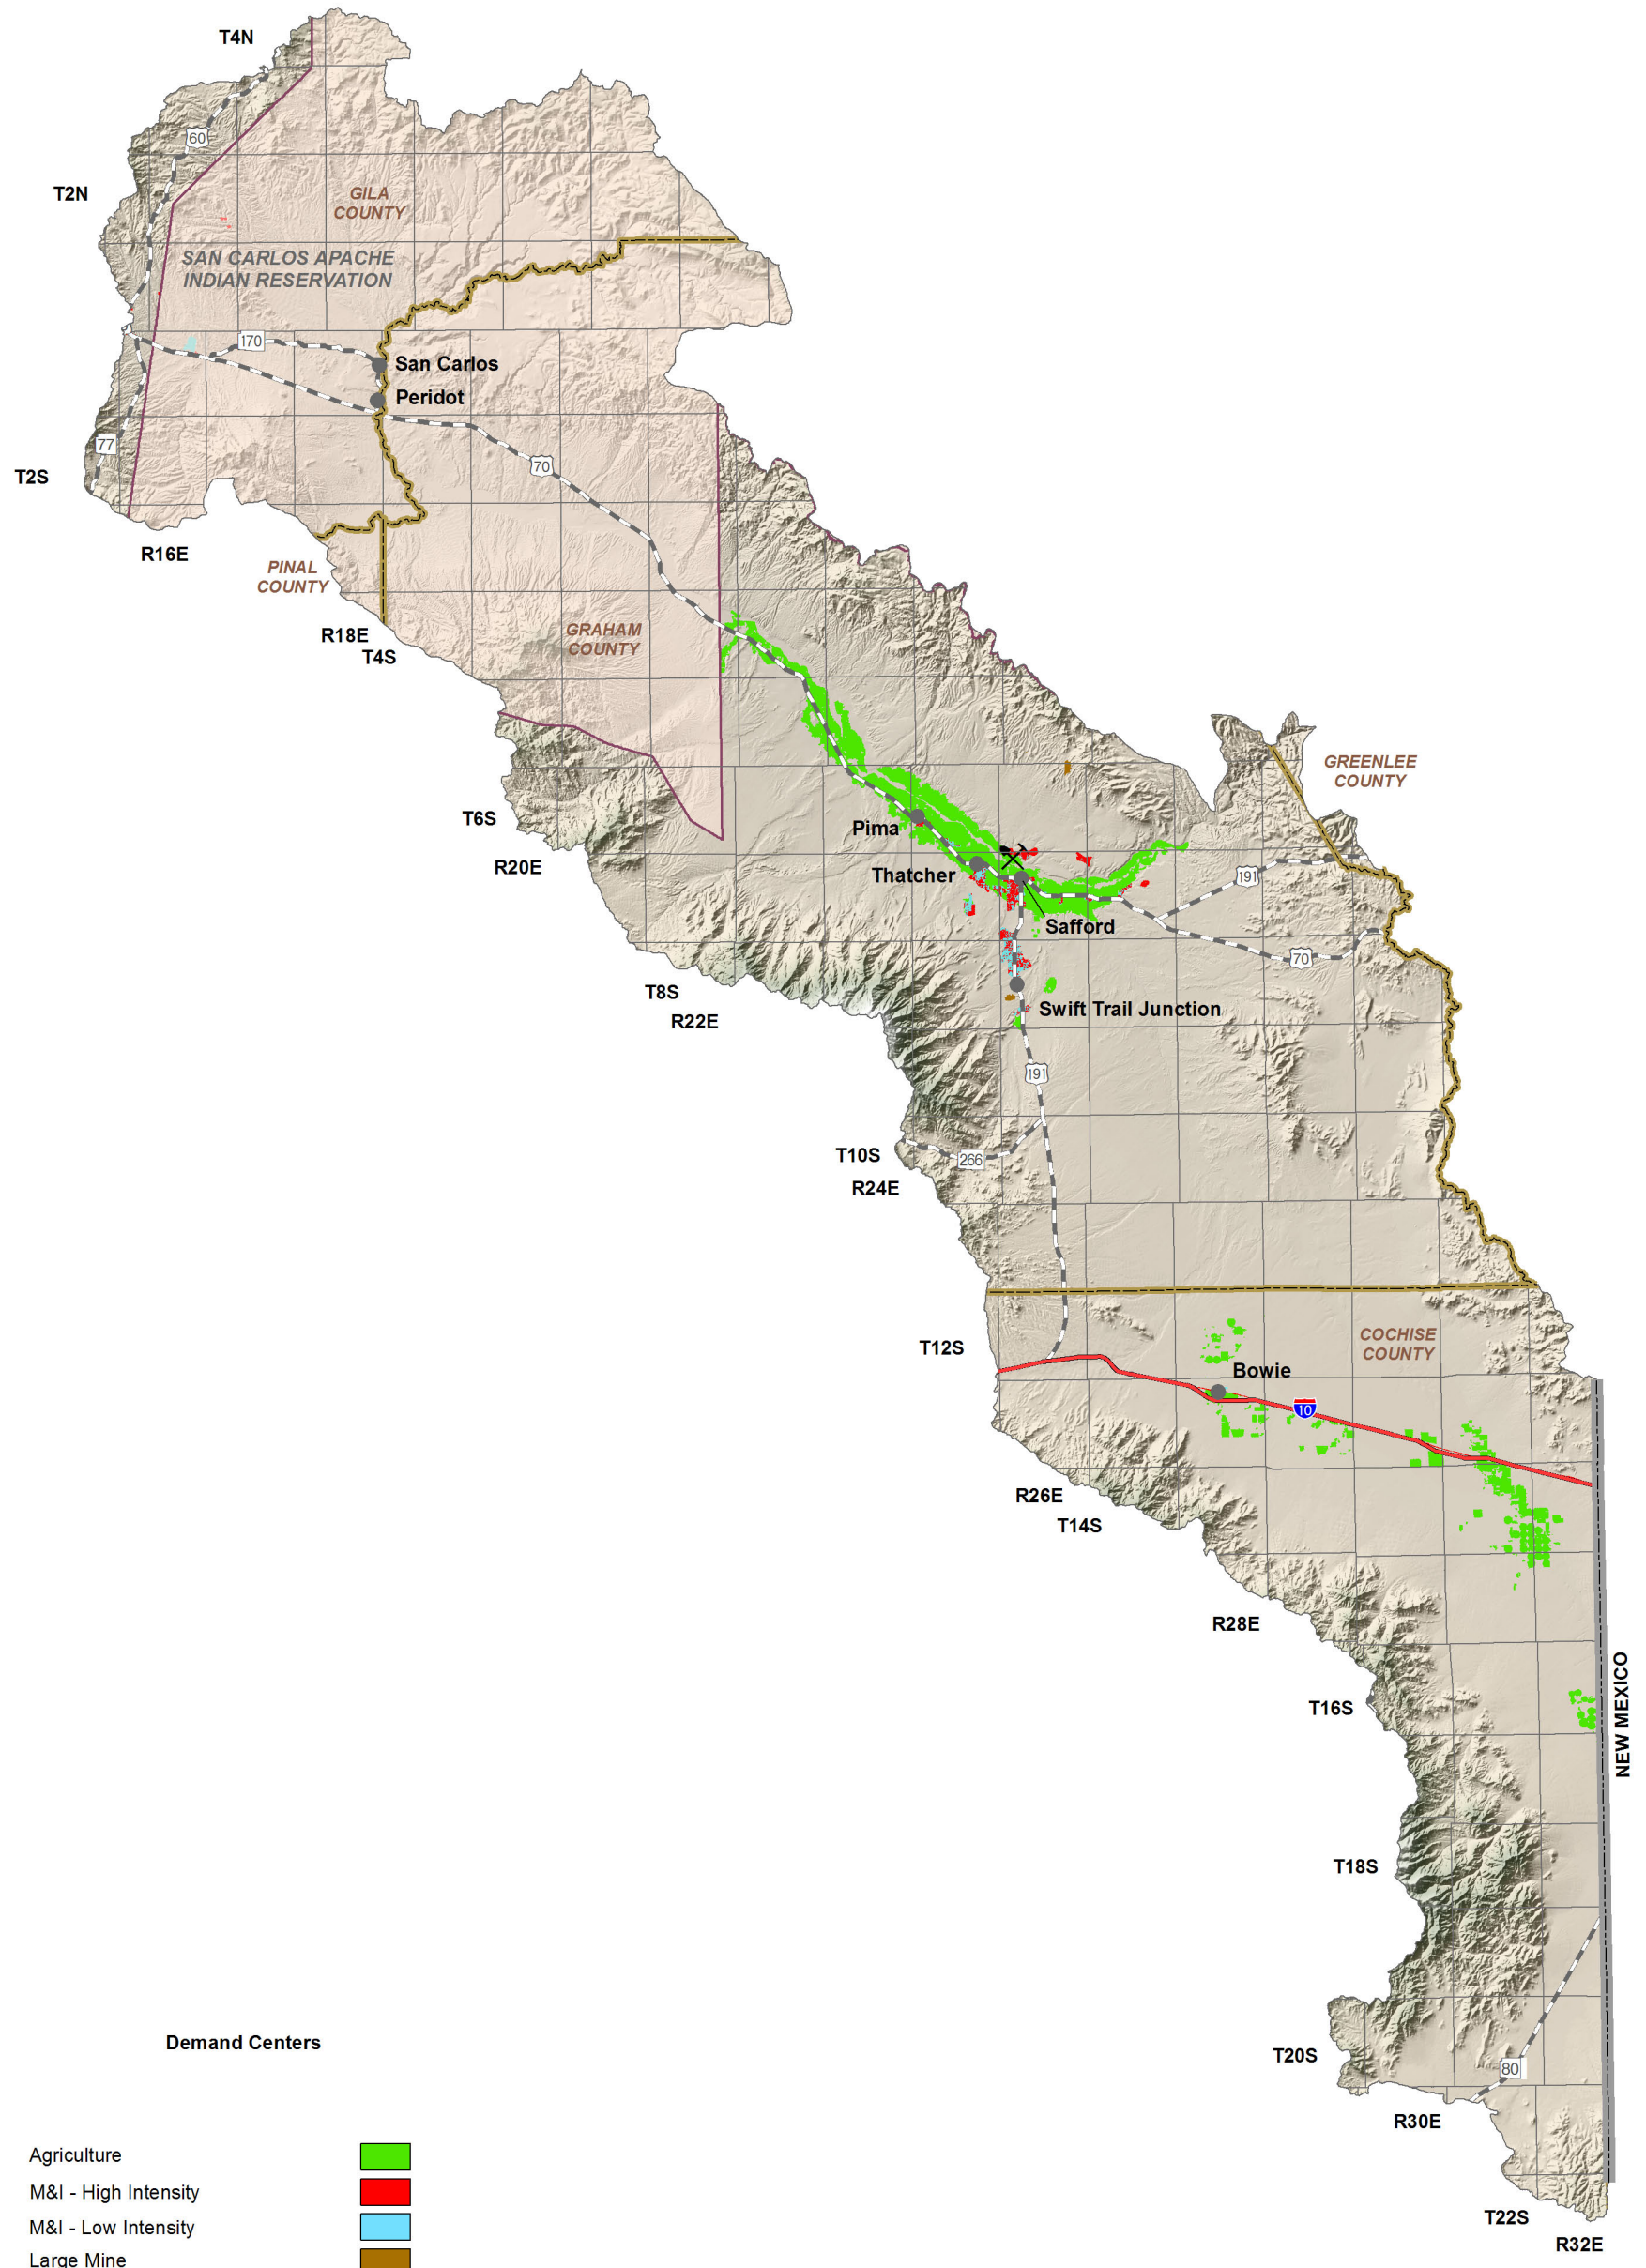 T4N
60
T2N
GILA
COUNTY
SAN CARLOS APACHE
INDIAN RESERVATION
170
San Carlos
Peridot
77
70
T2S
R16E
PINAL
COUNTY
R18E
T4S
GRAHAM
COUNTY
GREENLEE
COUNTY
T6S
Pima
R20E
Thatcher
191
Safford
70
T8S
R22E
Swift Trail Junction
191
T10S
266
R24E
T12S
COCHISE
COUNTY
Bowie
10
R26E
T14S
R28E
NEW MEXICO
T16S
T18S
Demand Centers
T20S
80
R30E
Agriculture
M&I - High Intensity
M&I - Low Intensity
T22S
R32E
Large Mine